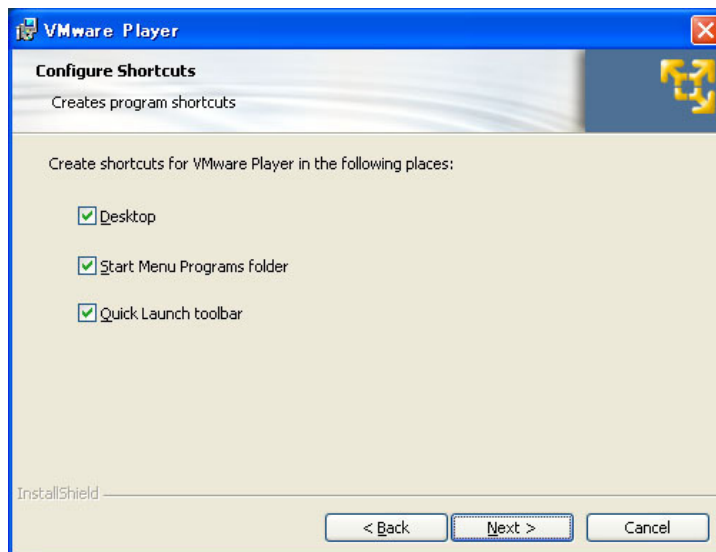 VMware Player
Configure Shortcuts
Creates program shortcuts
Create shortcuts for VMware Player in the following places:
Desktop
Start Menu Programs folder
Quick Launch toolbar
InstallShield
< Back Next > Cancel